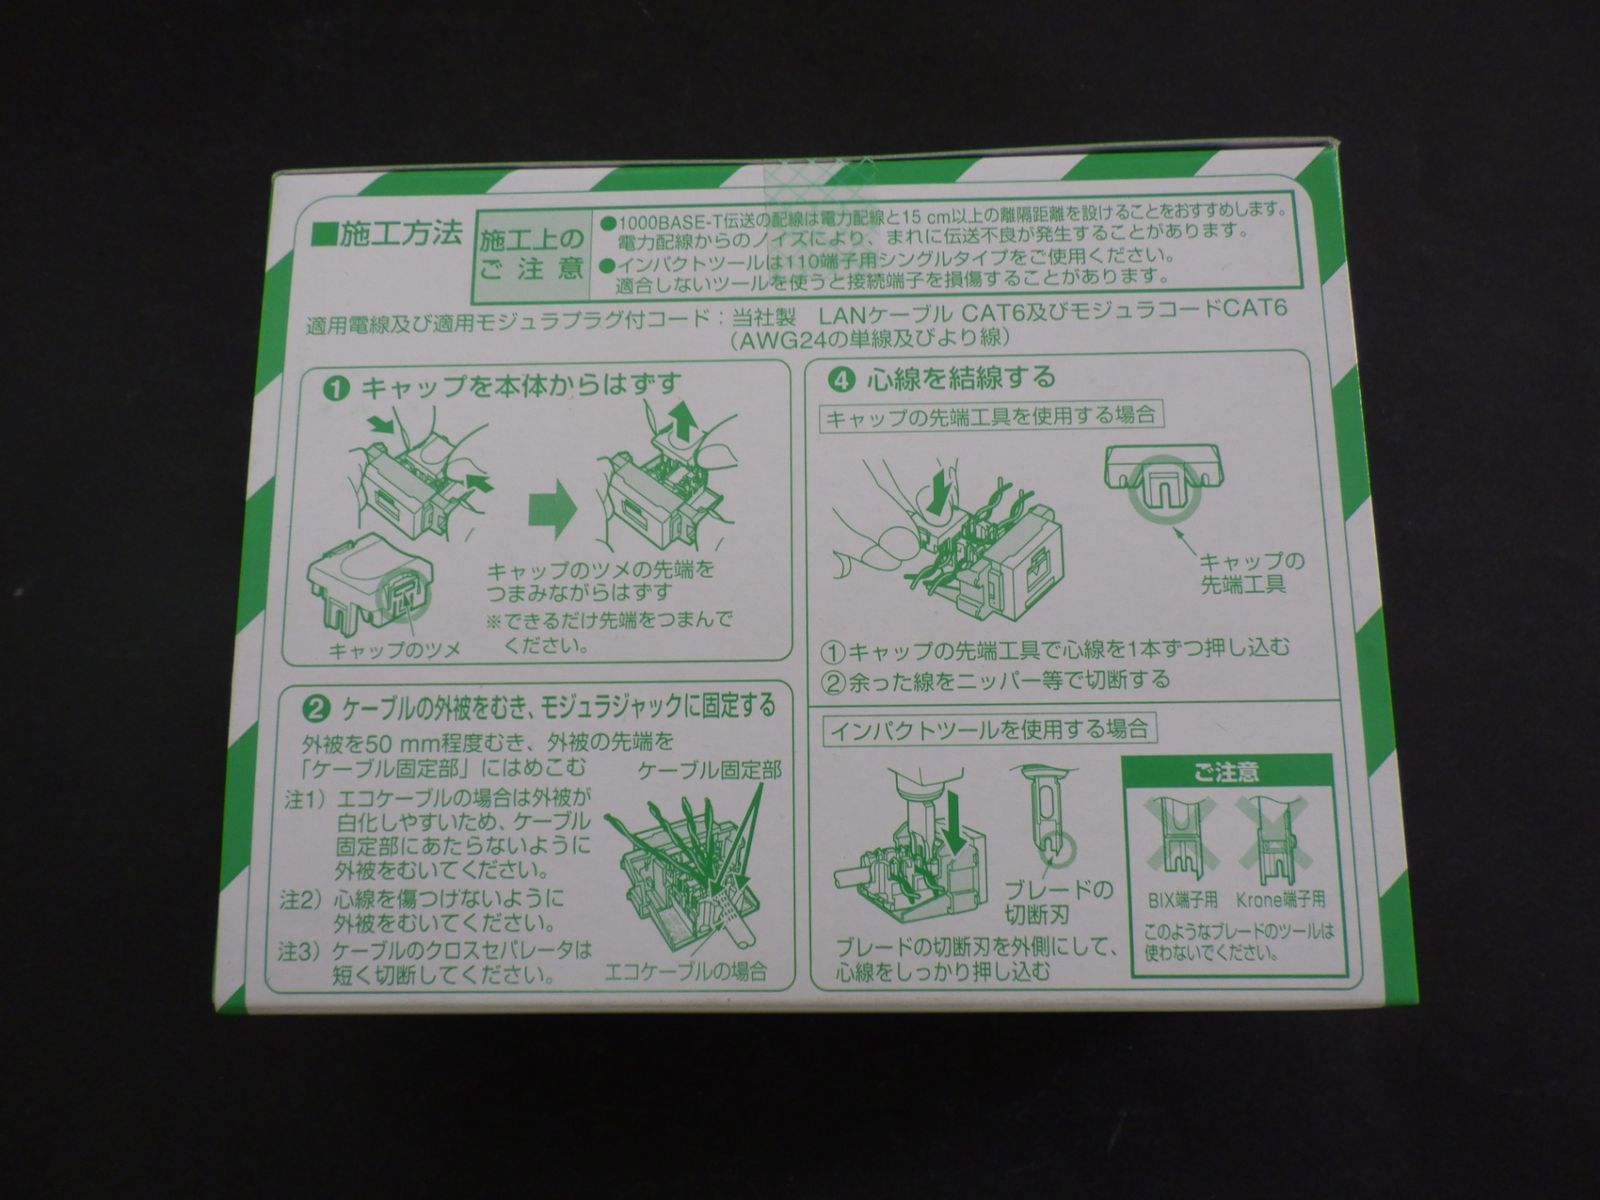 ■施工方法
施工上の
ご注意
●1000BASE-T伝送の配線は電力配線と15 cm以上の離隔距離を設けることをおすすめします。
電力配線からのノイズにより、まれに伝送不良が発生することがあります。
●インパクトツールは110端子用シングルタイプをご使用ください。
適合しないツールを使うと接続端子を損傷することがあります。
適用電線及び適用モジュラプラグ付コード：当社製　LANケーブル CAT6及びモジュラコードCAT6
（AWG24の単線及びより線）
❶ キャップを本体からはずす
キャップのツメの先端を
つまみながらはずす
※できるだけ先端をつまんで
ください。
キャップのツメ
❷ ケーブルの外被をむき、モジュラジャックに固定する
外被を50 mm程度むき、外被の先端を
「ケーブル固定部」にはめこむ
ケーブル固定部
注1）エコケーブルの場合は外被が
白化しやすいため、ケーブル
固定部にあたらないように
外被をむいてください。
注2）心線を傷つけないように
外被をむいてください。
注3）ケーブルのクロスセパレータは
短く切断してください。
エコケーブルの場合
❹ 心線を結線する
キャップの先端工具を使用する場合
キャップの
先端工具
①キャップの先端工具で心線を1本ずつ押し込む
②余った線をニッパー等で切断する
インパクトツールを使用する場合
ブレードの
切断刃
ブレードの切断刃を外側にして、
心線をしっかり押し込む
ご注意
BIX端子用
Krone端子用
このようなブレードのツールは
使わないでください。